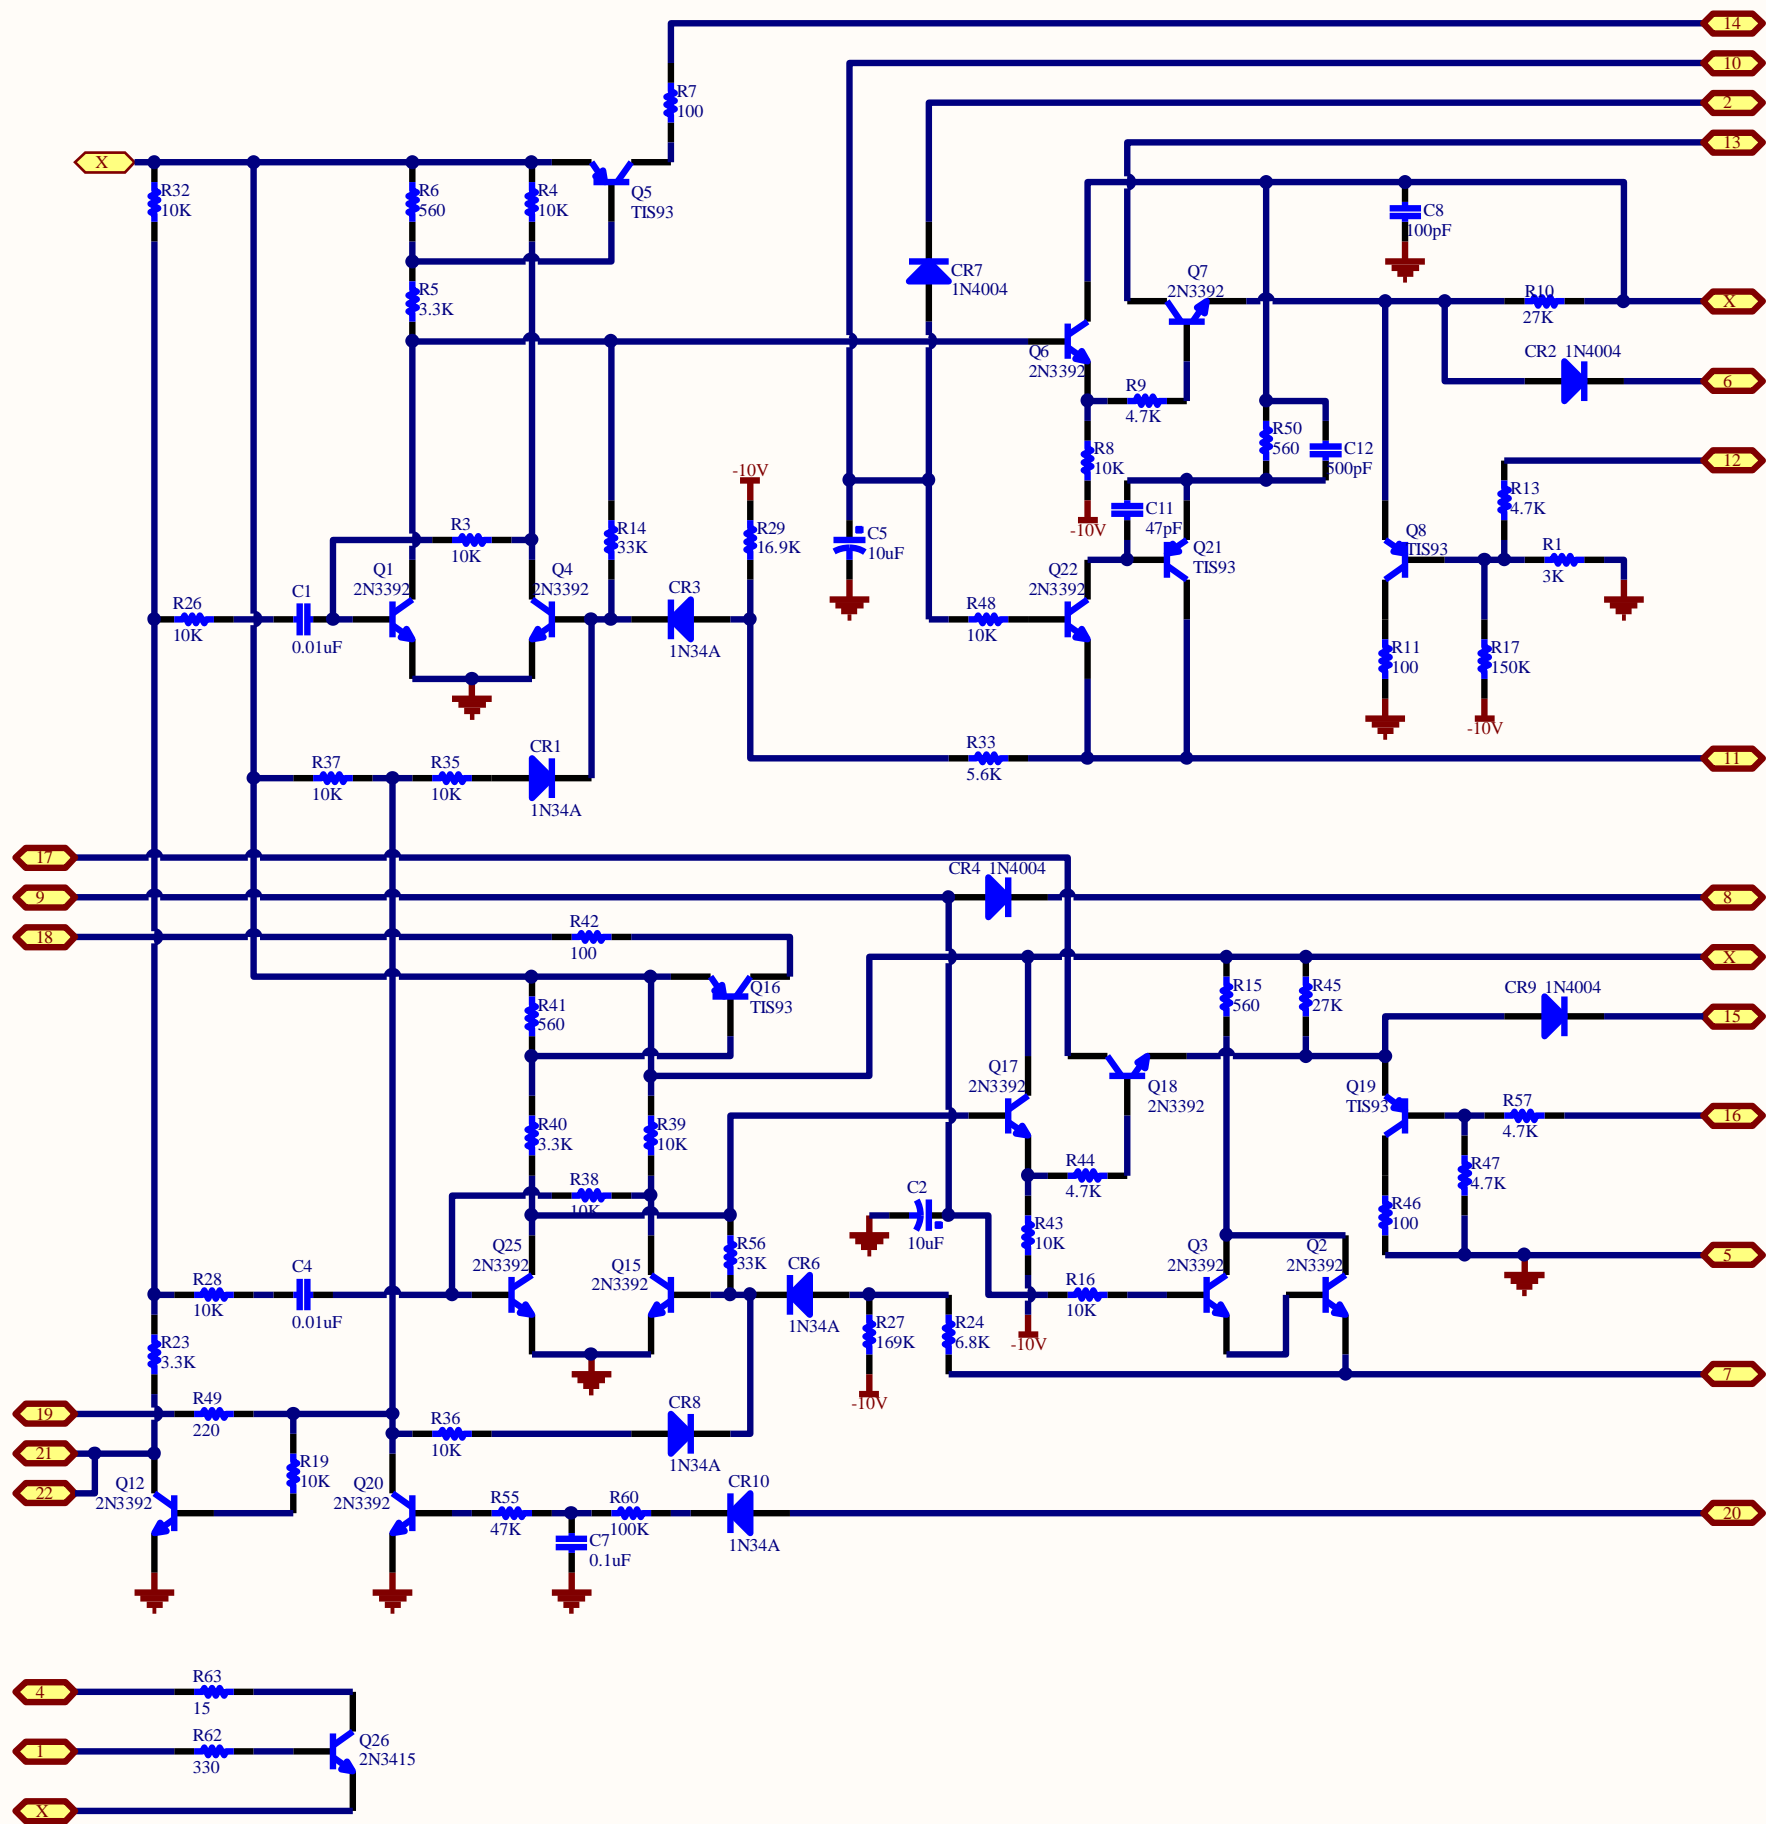 14
10
R7
100
2
13
X
R32
10K
R6
560
R4
10K
Q5
TIS93
C8
100pF
CR7
1N4004
Q7
2N3392
R5
3.3K
R10
27K
X
Q6
2N3392
CR2 1N4004
6
R9
4.7K
R8
10K
-10V
R50
560
C12
500pF
12
R13
4.7K
-10V
R3
10K
R14
33K
R29
16.9K
C5
10uF
C11
47pF
Q21
TIS93
Q8
TIS93
R1
3K
Q1
2N3392
Q4
2N3392
CR3
1N34A
Q22
2N3392
R26
10K
C1
0.01uF
R48
10K
R11
100
R17
150K
-10V
R33
5.6K
11
R37
10K
R35
10K
CR1
1N34A
17
CR4 1N4004
9
8
18
R42
100
X
Q16
TIS93
R41
560
R15
560
R45
27K
CR9 1N4004
15
Q17
2N3392
Q18
2N3392
Q19
TIS93
R57
4.7K
16
R40
3.3K
R39
10K
R44
4.7K
R47
4.7K
R38
10K
C2
10uF
R43
10K
R46
100
Q25
2N3392
Q15
2N3392
R56
33K
CR6
1N34A
Q3
2N3392
Q2
2N3392
5
R28
10K
C4
0.01uF
R16
10K
R23
3.3K
R27
169K
R24
6.8K
-10V
7
-10V
19
R49
220
R36
10K
CR8
1N34A
21
R19
10K
22
Q12
2N3392
Q20
2N3392
R55
47K
R60
100K
CR10
1N34A
20
C7
0.1uF
4
R63
15
1
R62
330
Q26
2N3415
X